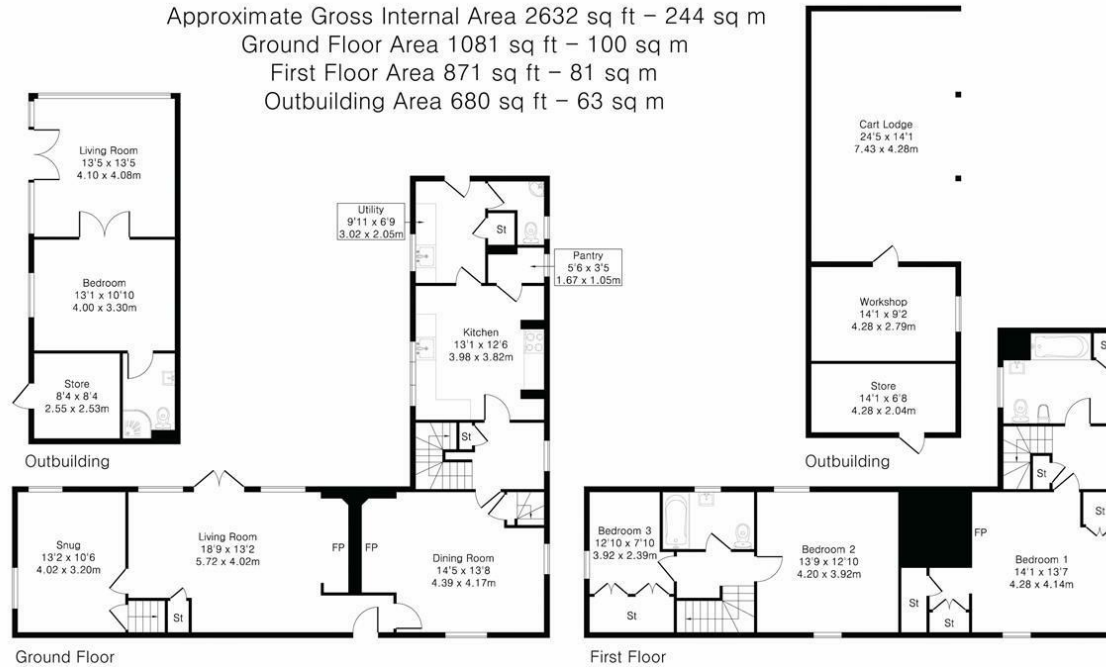 Approximate Gross Internal Area 2632 sq ft – 244 sq m
Ground Floor Area 1081 sq ft – 100 sq m
First Floor Area 871 sq ft – 81 sq m
Outbuilding Area 680 sq ft – 63 sq m
Living Room
13'5 x 13'5
4.10 x 4.08m
Bedroom
13'1 x 10'10
4.00 x 3.30m
Store
8'4 x 8'4
2.55 x 2.53m
Outbuilding
Utility
9'11 x 6'9
3.02 x 2.05m
St
Pantry
5'6 x 3'5
1.67 x 1.05m
Kitchen
13'1 x 12'6
3.98 x 3.82m
St
Snug
13'2 x 10'6
4.02 x 3.20m
Living Room
18'9 x 13'2
5.72 x 4.02m
FP
FP
Dining Room
14'5 x 13'8
4.39 x 4.17m
St
Ground Floor
Cart Lodge
24'5 x 14'1
7.43 x 4.28m
Workshop
14'1 x 9'2
4.28 x 2.79m
Store
14'1 x 6'8
4.28 x 2.04m
Outbuilding
St
St
Bedroom 3
12'10 x 7'10
3.92 x 2.39m
St
Bedroom 2
13'9 x 12'10
4.20 x 3.92m
FP
Bedroom 1
14'1 x 13'7
4.28 x 4.14m
St
St
St
First Floor